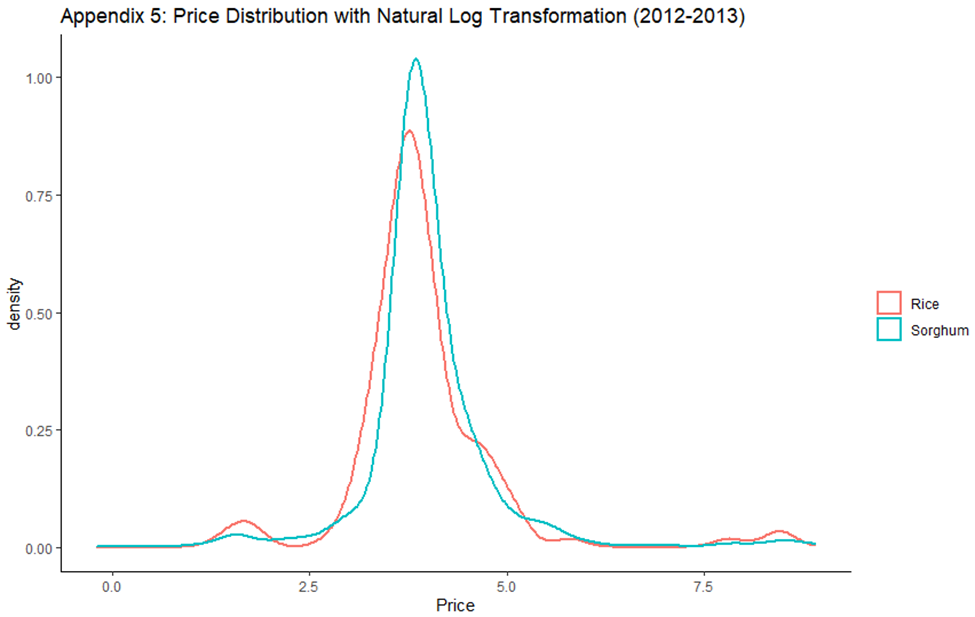 Appendix 5: Price Distribution with Natural Log Transformation (2012-2013)
1.00
0.75
0.50
0.25
0.00
density
0.0 2.5 5.0 7.5
Price
Rice
Sorghum